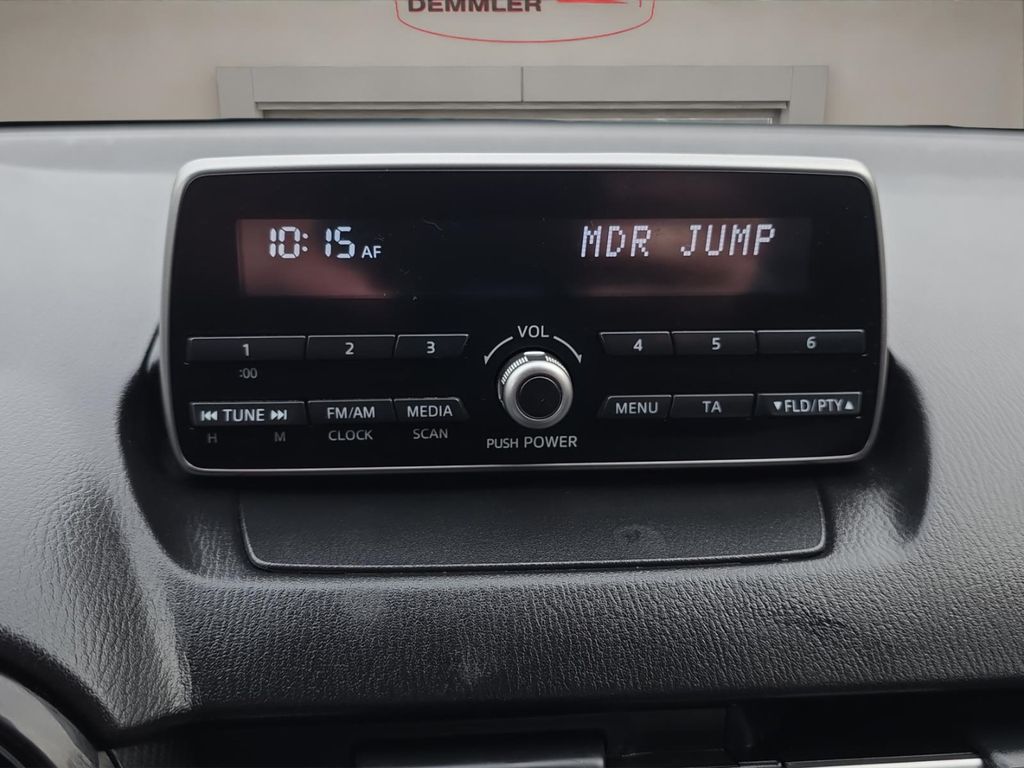 DEMMLER
10:15 AF MDR JUMP
VOL
1 2 3 4 5 6
:00
⏮ TUNE ⏭ FM/AM MEDIA MENU TA ▼FLD/PTY▲
H M CLOCK SCAN
PUSH POWER